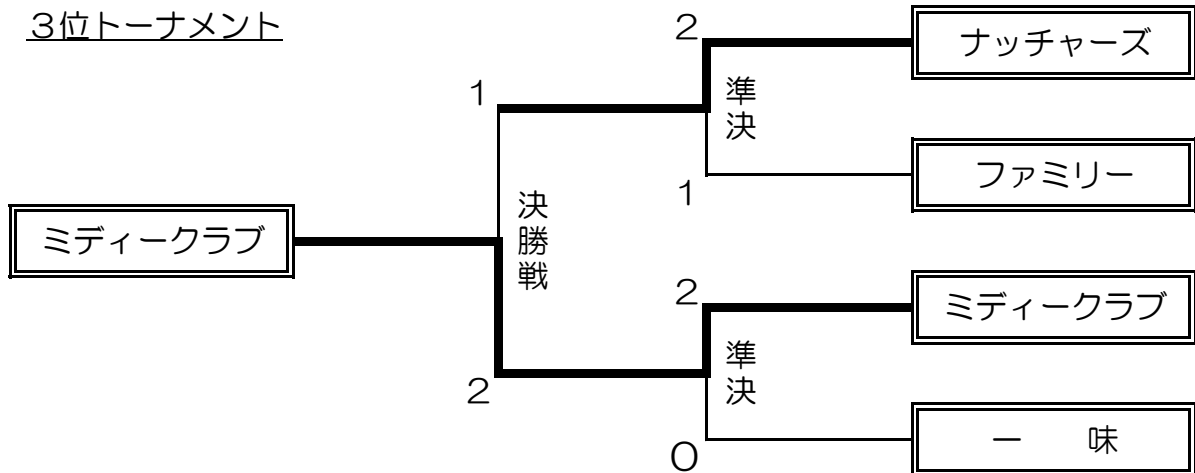 ３位トーナメント
2
ナッチャーズ
1
準決
1
ファミリー
決勝戦
ミディークラブ
2
ミディークラブ
準決
2
0
一　味